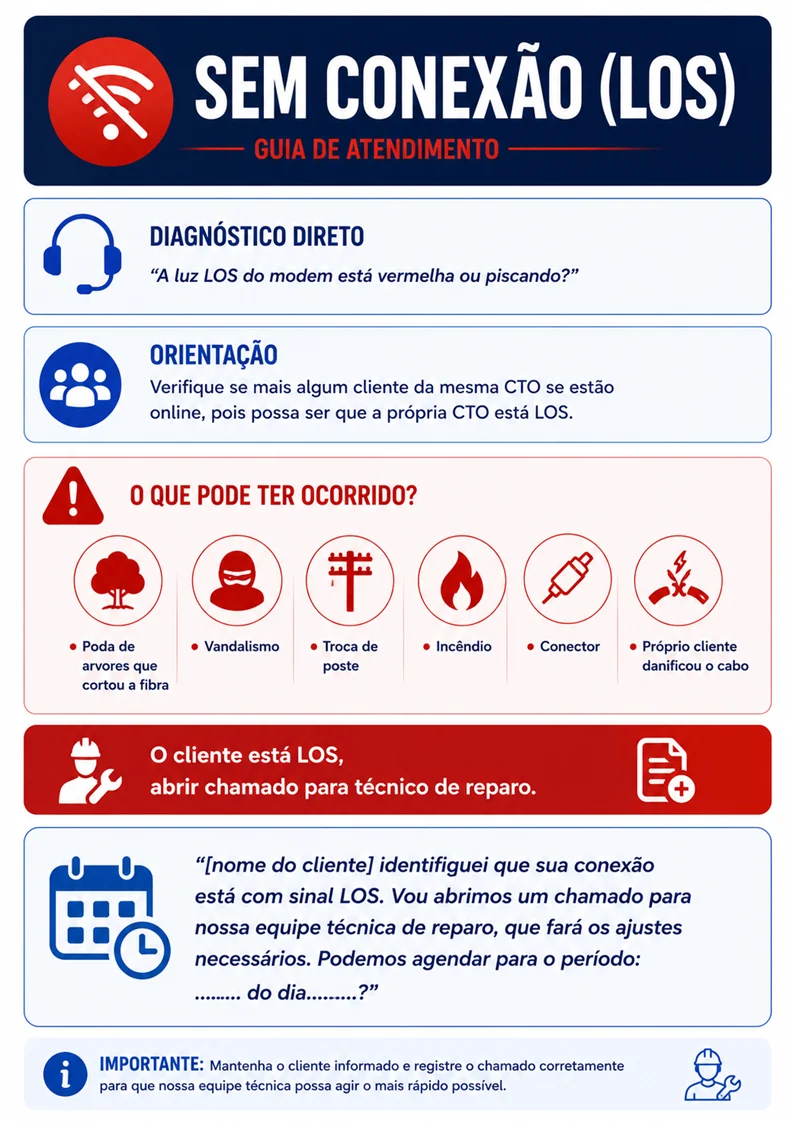 SEM CONEXÃO (LOS)
GUIA DE ATENDIMENTO
DIAGNÓSTICO DIRETO
“A luz LOS do modem está vermelha ou piscando?”
ORIENTAÇÃO
Verifique se mais algum cliente da mesma CTO se estão
online, pois possa ser que a própria CTO está LOS.
O QUE PODE TER OCORRIDO?
• Poda de
arvores que
cortou a fibra
• Vandalismo
• Troca de
poste
• Incêndio
• Conector
• Próprio cliente
danificou o cabo
O cliente está LOS,
abrir chamado para técnico de reparo.
“[nome do cliente] identifiguei que sua conexão
está com sinal LOS. Vou abrimos um chamado para
nossa equipe técnica de reparo, que fará os ajustes
necessários. Podemos agendar para o período:
......... do dia.........?”
IMPORTANTE: Mantenha o cliente informado e registre o chamado corretamente
para que nossa equipe técnica possa agir o mais rápido possível.